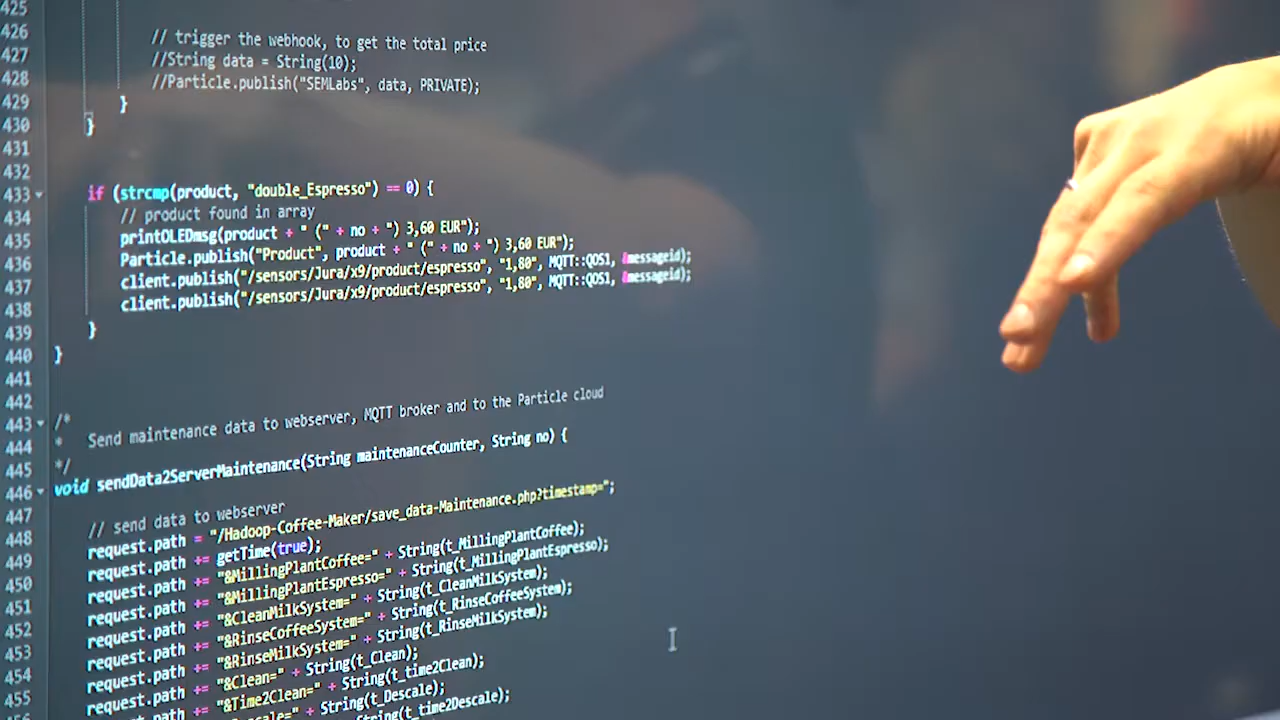 425
426 // trigger the webhook, to get the total price
427 //String data = String(10);
428 //Particle.publish("SEMLabs", data, PRIVATE);
429 }
430 }
431
432
433 if (strcmp(product, "double_Espresso") == 0) {
434 // product found in array
435 printOLEDmsg(product + " (" + no + ") 3,60 EUR");
436 Particle.publish("Product", product + " (" + no + ") 3,60 EUR");
437 client.publish("/sensors/Jura/x9/product/espresso", "1,80", MQTT::QOS1, &messageid);
438 client.publish("/sensors/Jura/x9/product/espresso", "1,80", MQTT::QOS1, &messageid);
439 }
440 }
441
442
443 /*
444 * Send maintenance data to webserver, MQTT broker and to the Particle cloud
445 */
446 void sendData2ServerMaintenance(String maintenanceCounter, String no) {
447
448 // send data to webserver
449 request.path = "/Hadoop-Coffee-Maker/save_data-Maintenance.php?timestamp=";
450 request.path += getTime(true);
451 request.path += "&MillingPlantCoffee=" + String(t_MillingPlantCoffee);
452 request.path += "&MillingPlantEspresso=" + String(t_MillingPlantEspresso);
453 request.path += "&CleanMilkSystem=" + String(t_CleanMilkSystem);
454 request.path += "&RinseCoffeeSystem=" + String(t_RinseCoffeeSystem);
455 request.path += "&RinseMilkSystem=" + String(t_RinseMilkSystem);
request.path += "&Clean=" + String(t_Clean);
request.path += "&Time2Clean=" + String(t_time2Clean);
String(t_Descale);
String(t_time2Descale);